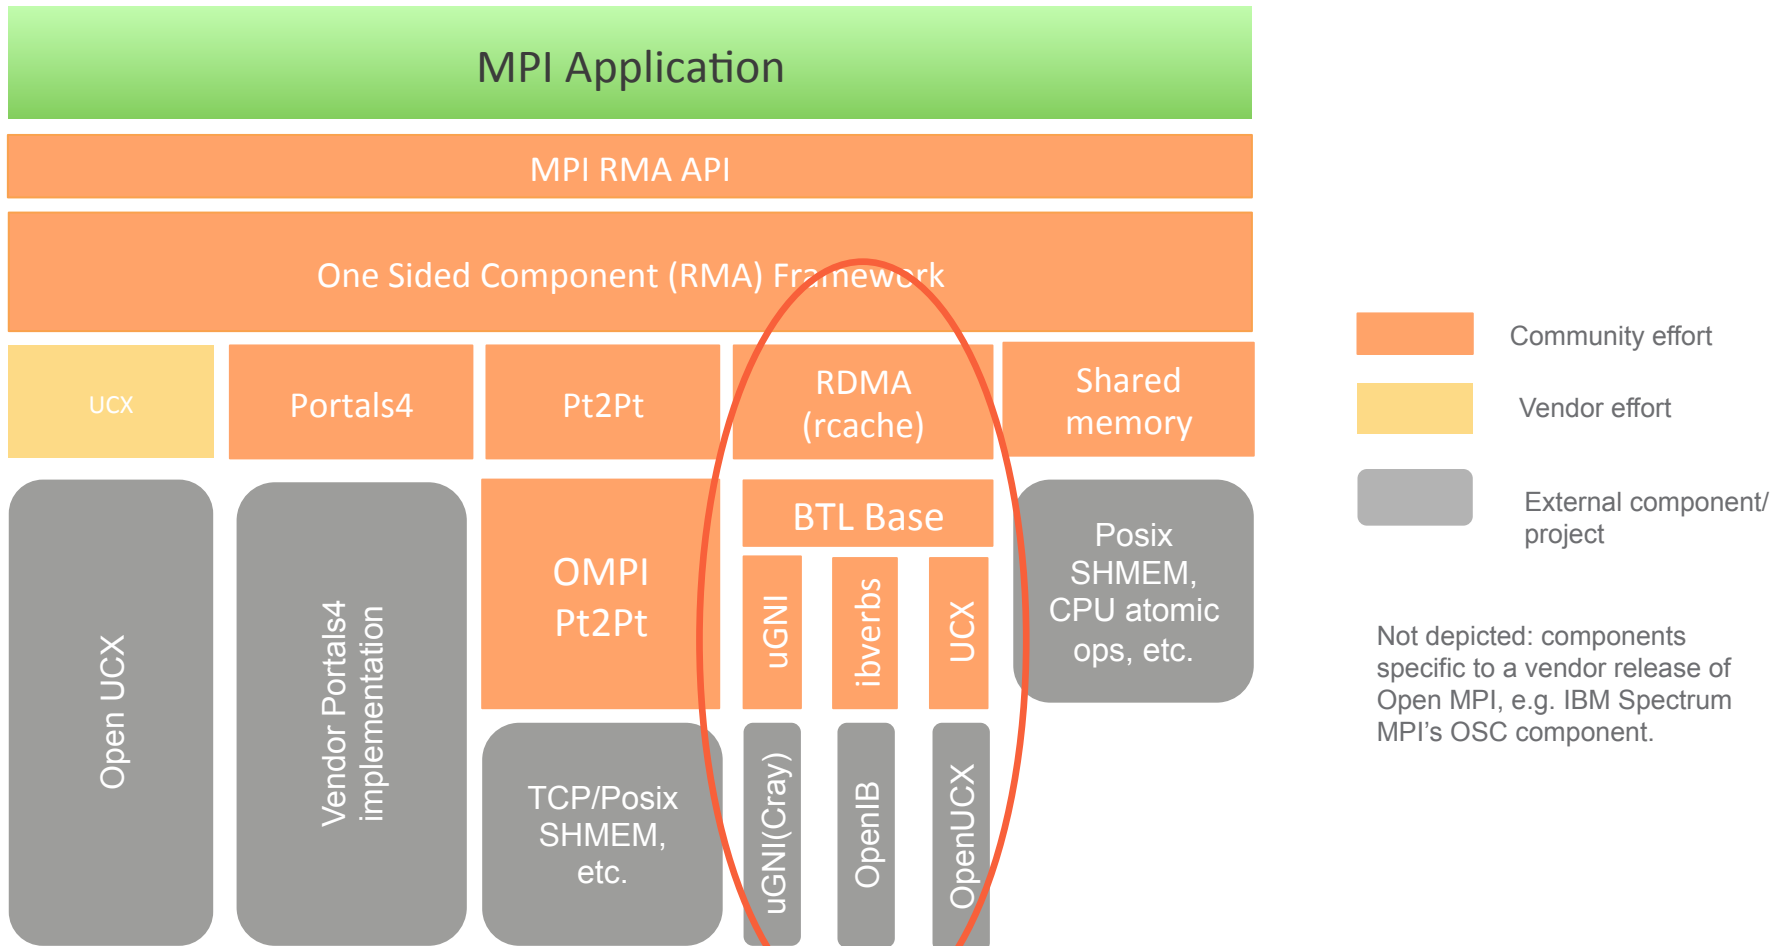 MPI Application
MPI RMA API
One Sided Component (RMA) Framework
UCX
Portals4
Pt2Pt
RDMA
(rcache)
Shared
memory
Open UCX
Vendor Portals4
implementation
OMPI
Pt2Pt
TCP/Posix
SHMEM,
etc.
BTL Base
uGNI
ibverbs
UCX
uGNI(Cray)
OpenIB
OpenUCX
Posix
SHMEM,
CPU atomic
ops, etc.
Community effort
Vendor effort
External component/
project
Not depicted: components
specific to a vendor release of
Open MPI, e.g. IBM Spectrum
MPI’s OSC component.